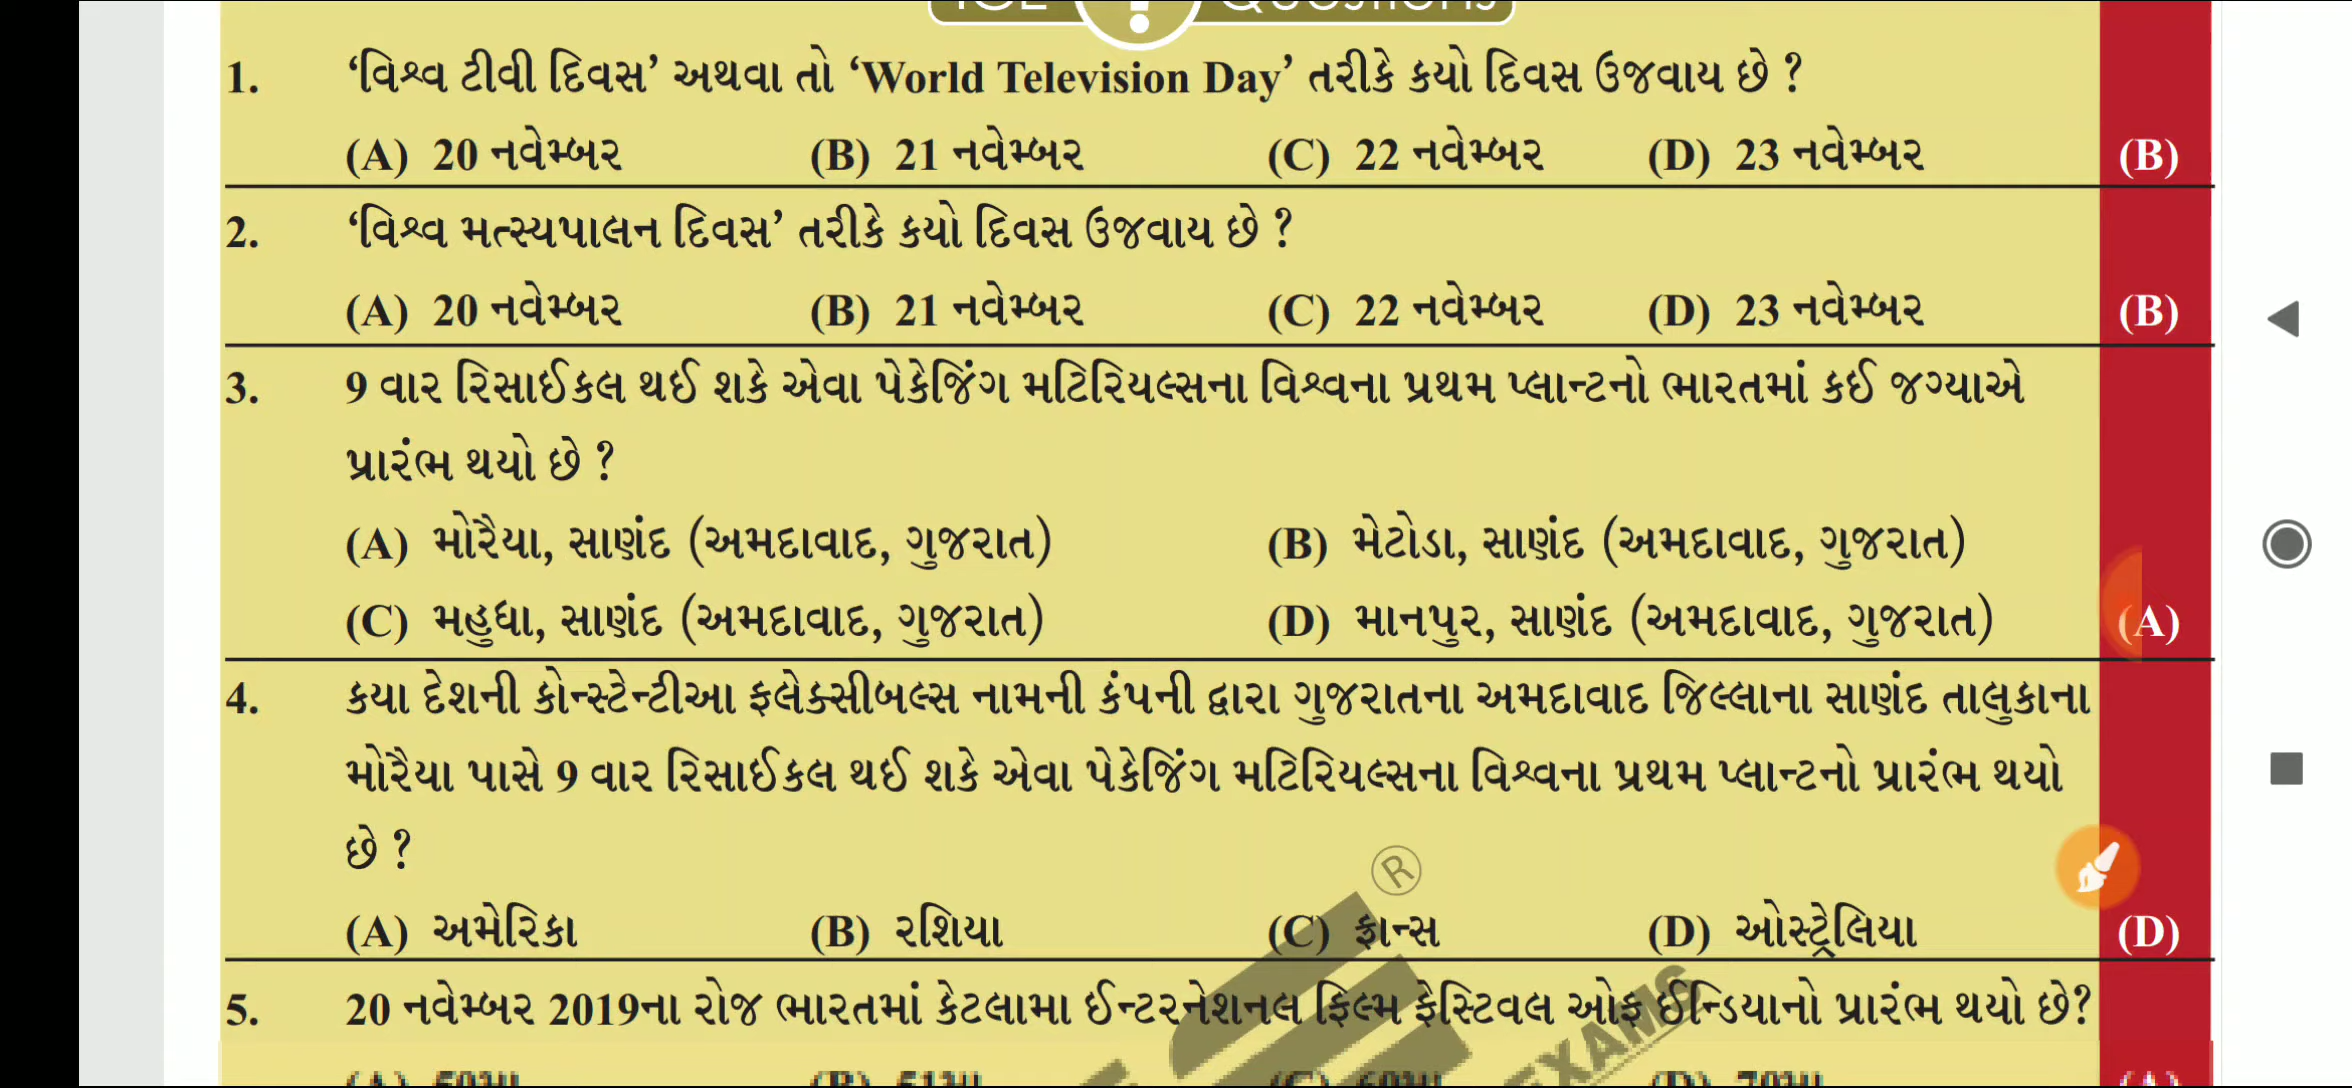 1. ‘વિશ્વ ટીવી દિવસ’ અથવા તો ‘World Television Day’ તરીકે કયો દિવસ ઉજવાય છે ?
(A) 20 નવેમ્બર (B) 21 નવેમ્બર (C) 22 નવેમ્બર (D) 23 નવેમ્બર (B)
2. ‘વિશ્વ મત્સ્યપાલન દિવસ’ તરીકે કયો દિવસ ઉજવાય છે ?
(A) 20 નવેમ્બર (B) 21 નવેમ્બર (C) 22 નવેમ્બર (D) 23 નવેમ્બર (B)
3. 9 વાર રિસાઈકલ થઈ શકે એવા પેકેજિંગ મટિરિયલ્સના વિશ્વના પ્રથમ પ્લાન્ટનો ભારતમાં કઈ જગ્યાએ
પ્રારંભ થયો છે ?
(A) મોરૈયા, સાણંદ (અમદાવાદ, ગુજરાત) (B) મેટોડા, સાણંદ (અમદાવાદ, ગુજરાત)
(C) મહુધા, સાણંદ (અમદાવાદ, ગુજરાત) (D) માનપુર, સાણંદ (અમદાવાદ, ગુજરાત) (A)
4. કયા દેશની કોન્સ્ટેન્ટીઆ ફલેક્સીબલ્સ નામની કંપની દ્વારા ગુજરાતના અમદાવાદ જિલ્લાના સાણંદ તાલુકાના
મોરૈયા પાસે 9 વાર રિસાઈકલ થઈ શકે એવા પેકેજિંગ મટિરિયલ્સના વિશ્વના પ્રથમ પ્લાન્ટનો પ્રારંભ થયો
છે ?
®
(A) અમેરિકા (B) રશિયા (C) ફ્રાન્સ (D) ઓસ્ટ્રેલિયા (D)
5. 20 નવેમ્બર 2019ના રોજ ભારતમાં કેટલામા ઈન્ટરનેશનલ ફિલ્મ ફેસ્ટિવલ ઓફ ઈન્ડિયાનો પ્રારંભ થયો છે?
EXAMS